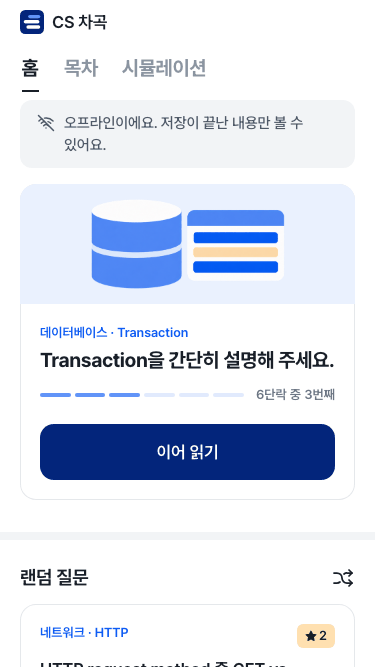 CS 차곡
홈 목차 시뮬레이션
오프라인이에요. 저장이 끝난 내용만 볼 수
있어요.
데이터베이스 · Transaction
Transaction을 간단히 설명해 주세요.
6단락 중 3번째
이어 읽기
랜덤 질문
네트워크 · HTTP
★ 2